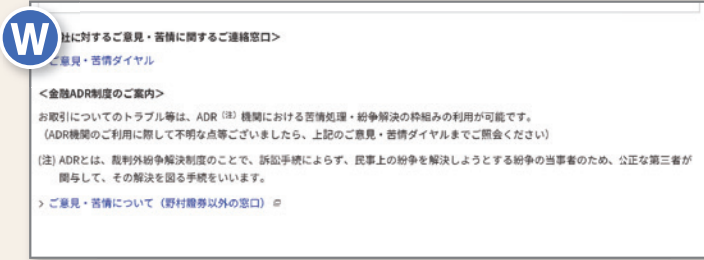 W
社に対するご意見・苦情に関するご連絡窓口>
ご意見・苦情ダイヤル
<金融ADR制度のご案内>
お取引についてのトラブル等は、ADR(注)機関における苦情処理・紛争解決の枠組みの利用が可能です。
(ADR機関のご利用に際して不明な点等ございましたら、上記のご意見・苦情ダイヤルまでご照会ください)
(注) ADRとは、裁判外紛争解決制度のことで、訴訟手続によらず、民事上の紛争を解決しようとする紛争の当事者のため、公正な第三者が
関与して、その解決を図る手続をいいます。
> ご意見・苦情について(野村證券以外の窓口)